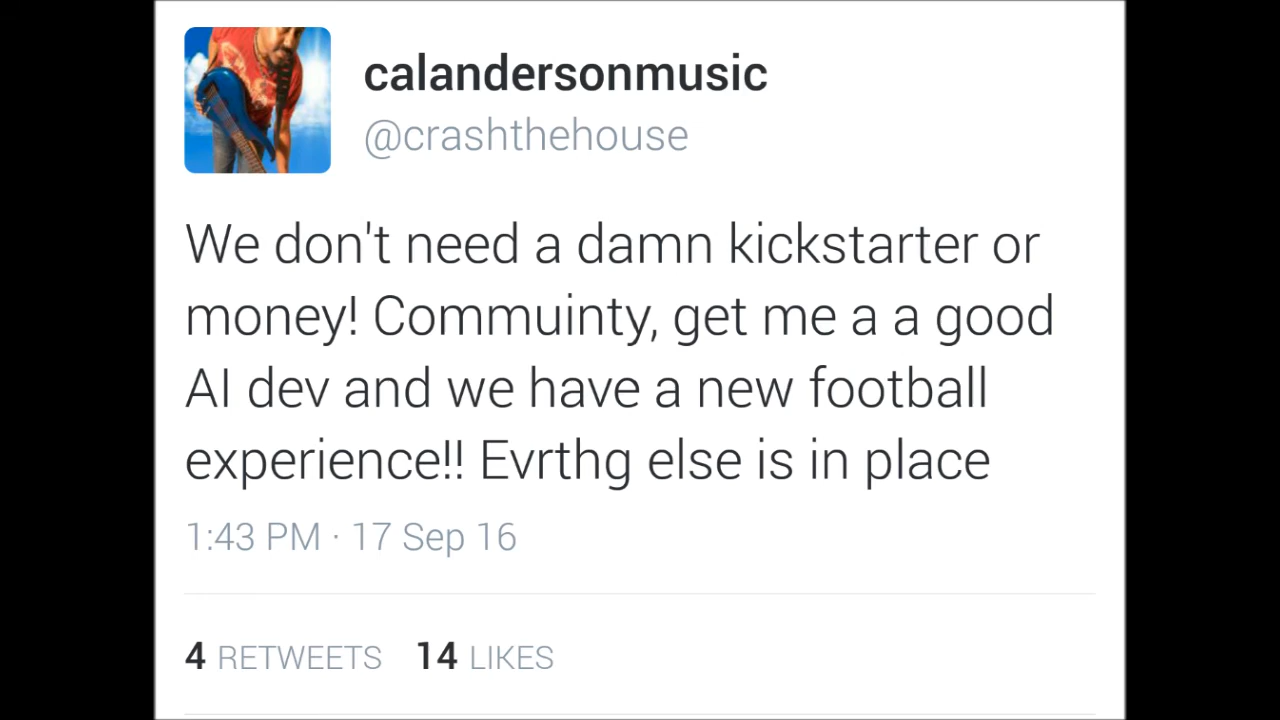 calandersonmusic
@crashthehouse
We don't need a damn kickstarter or
money! Commuinty, get me a a good
AI dev and we have a new football
experience!! Evrthg else is in place
1:43 PM · 17 Sep 16
4 RETWEETS 14 LIKES